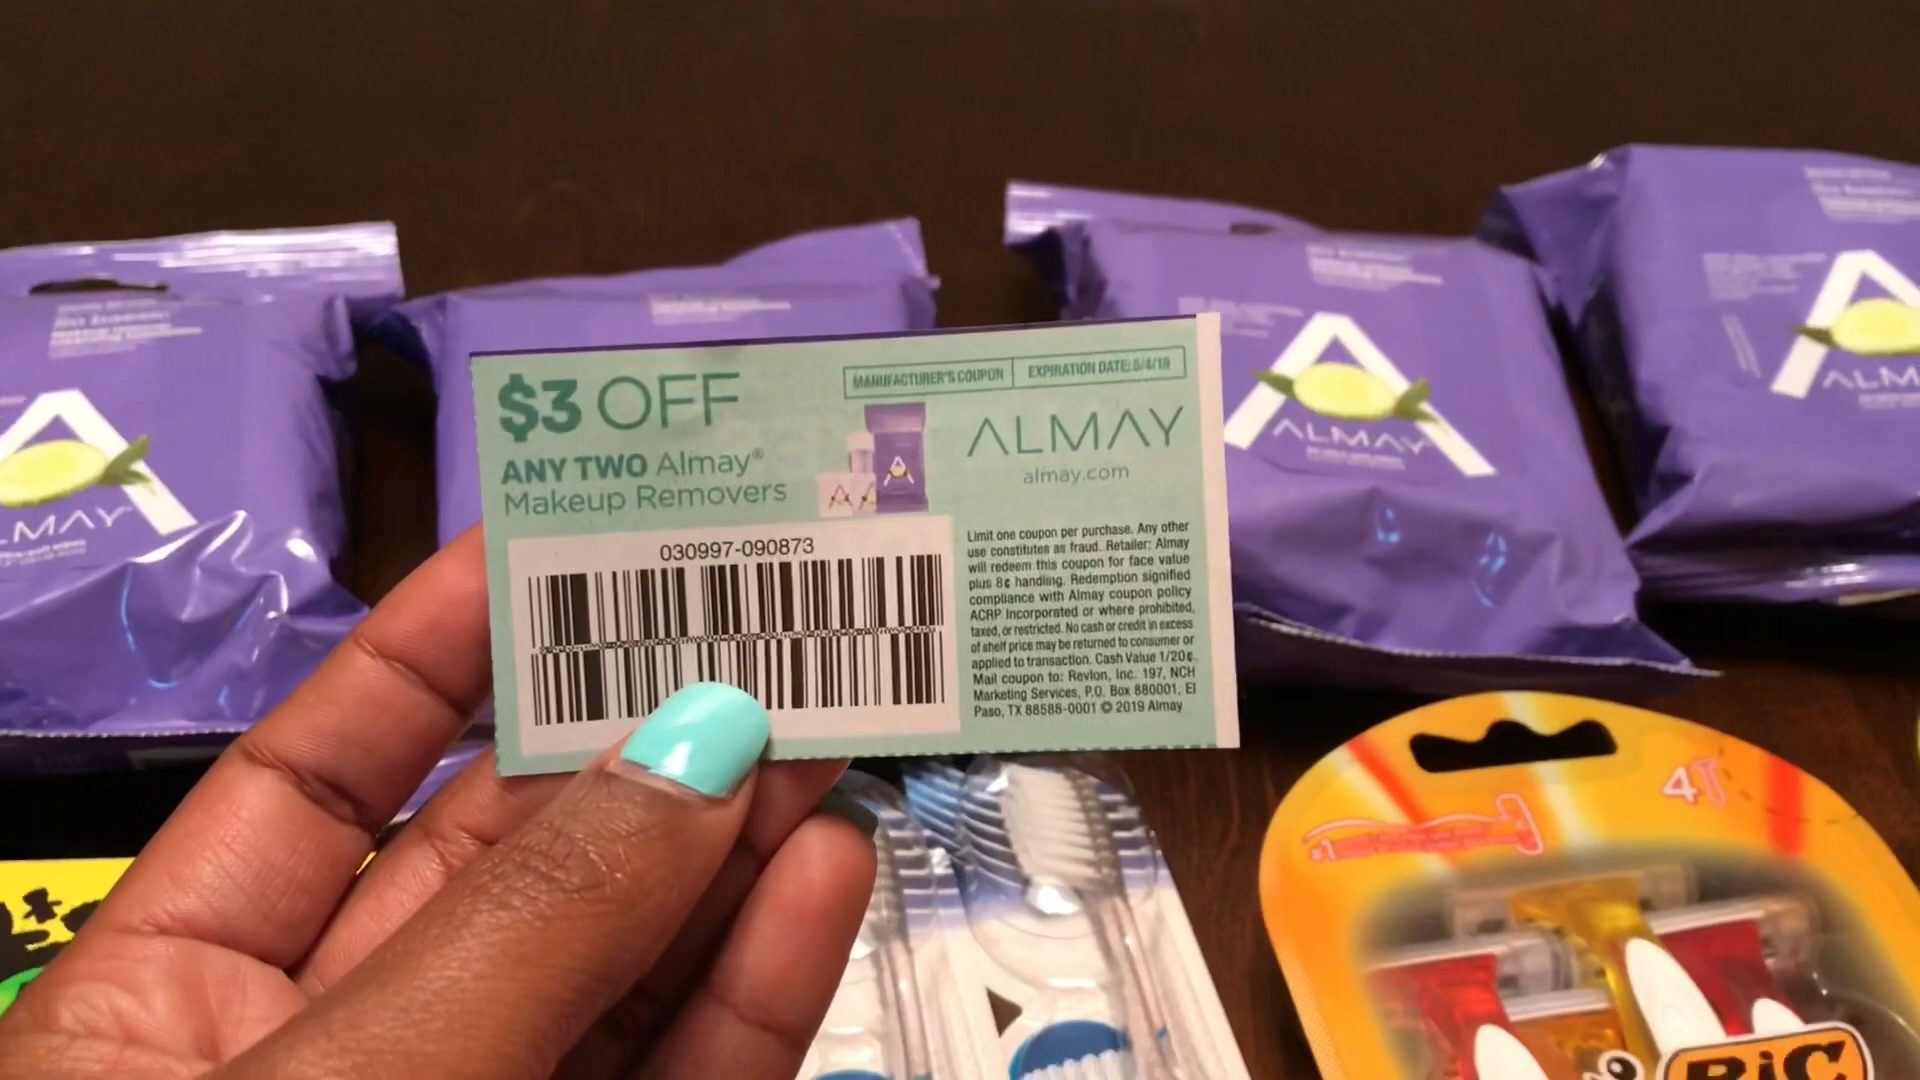 $3 OFF
ANY TWO Almay®
Makeup Removers
MANUFACTURER'S COUPON
EXPIRATION DATE: 5/4/19
ALMAY
almay.com
030997-090873
Limit one coupon per purchase. Any other
use constitutes as fraud. Retailer: Almay
will redeem this coupon for face value
plus 8¢ handling. Redemption signified
compliance with Almay coupon policy
ACRP Incorporated or where prohibited,
taxed, or restricted. No cash or credit in excess
of shelf price may be returned to consumer or
applied to transaction. Cash Value 1/20¢.
Mail coupon to: Revlon, Inc. 197, NCH
Marketing Services, P.O. Box 880001, El
Paso, TX 88588-0001 © 2019 Almay
LMAY
ALMAY
ALM
4
BiC